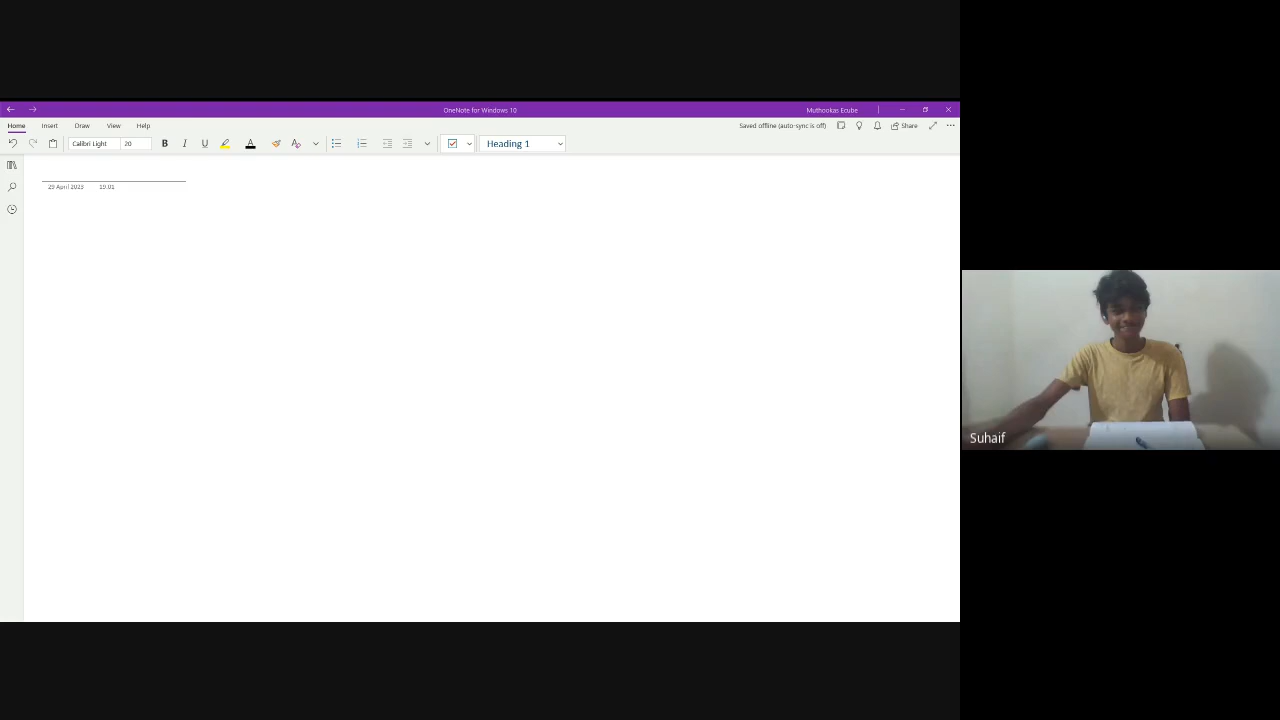 OneNote for Windows 10
Muthookas Ecube
Home Insert Draw View Help
Saved offline (auto-sync is off)
Share
Calibri Light 20 B I U A A Heading 1
29 April 2023 19:01
Suhaif